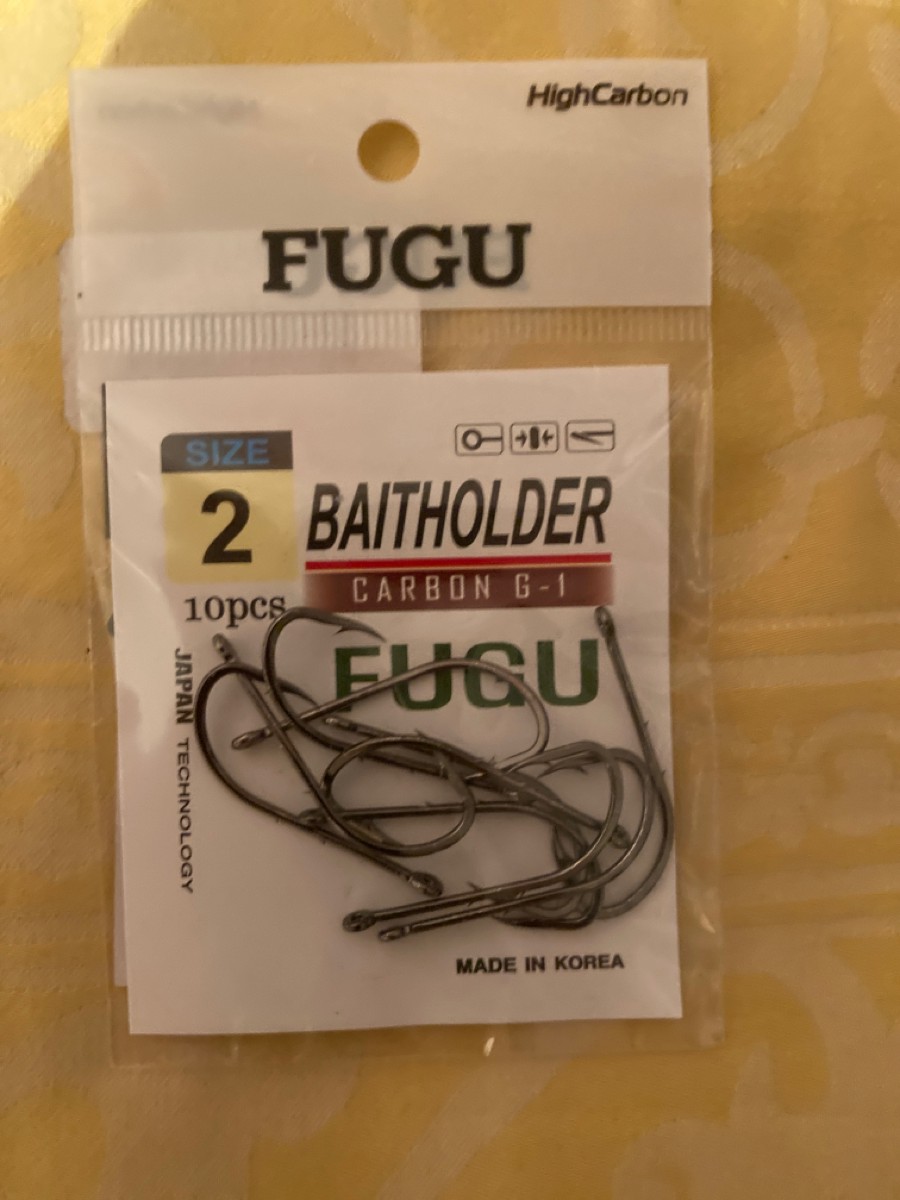 HighCarbon
FUGU
SIZE
2
10pcs
BAITHOLDER
CARBON G-1
FUGU
JAPAN TECHNOLOGY
MADE IN KOREA